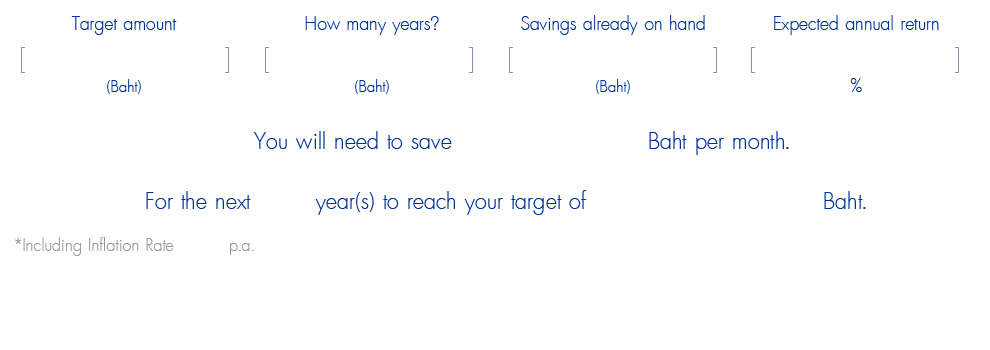 Target amount How many years? Savings already on hand Expected annual return
[ ] [ ] [ ] [ ]
(Baht) (Baht) (Baht) %
You will need to save Baht per month.
For the next year(s) to reach your target of Baht.
*Including Inflation Rate p.a.